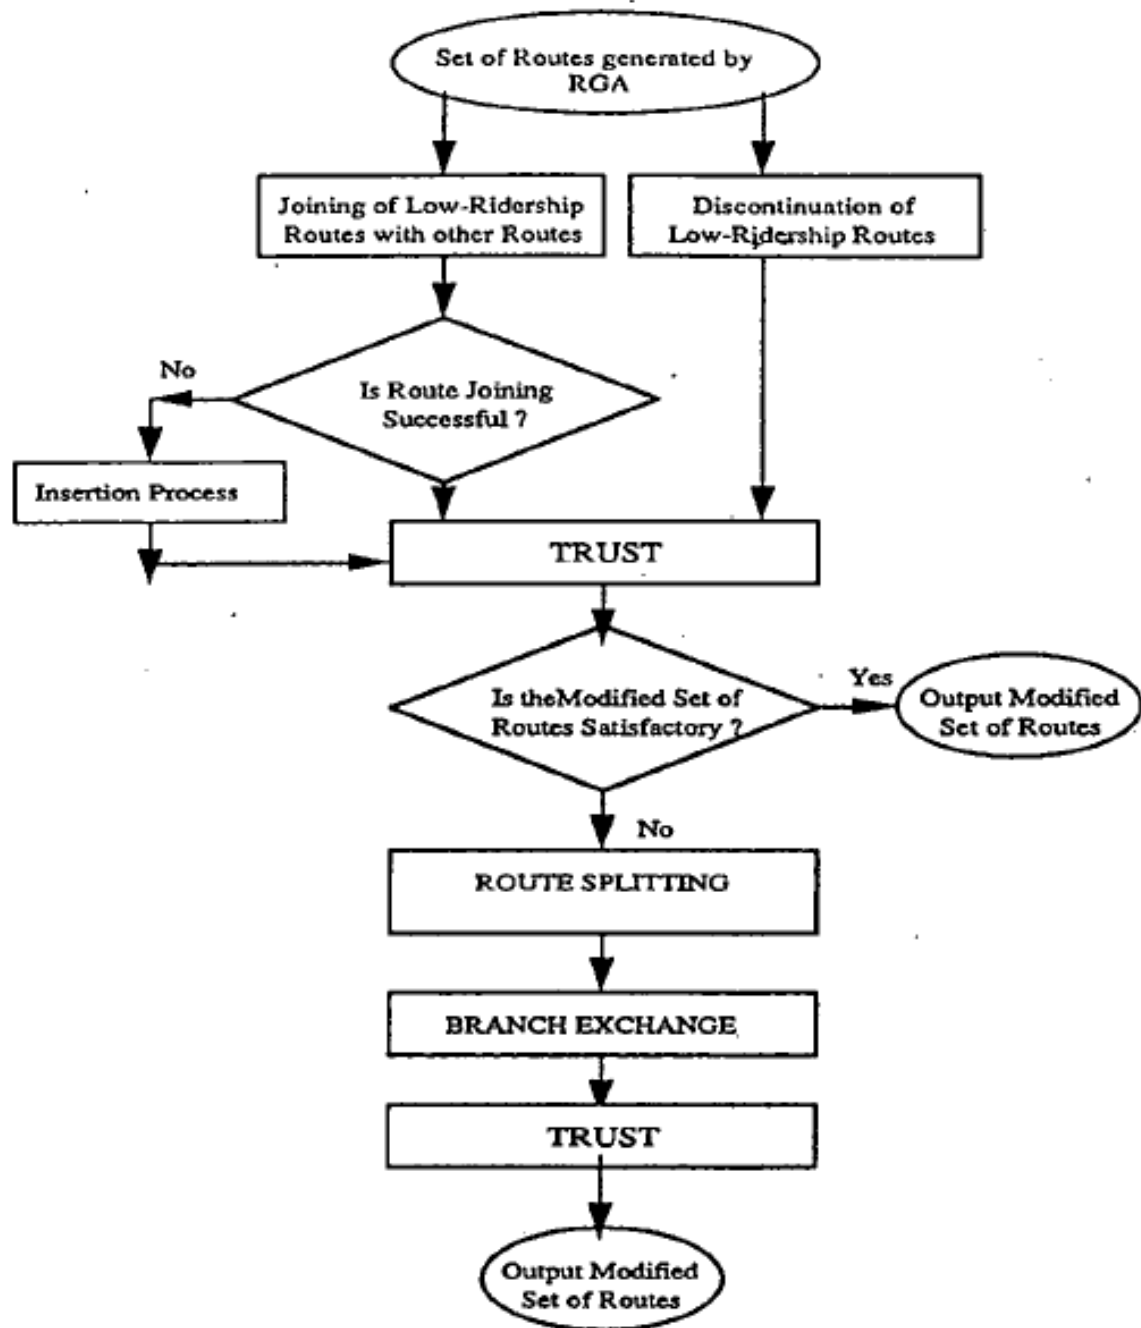 Set of Routes generated by
RGA
Joining of Low-Ridership
Routes with other Routes
Discontinuation of
Low-Ridership Routes
No
Is Route Joining
Successful ?
Insertion Process
TRUST
Is theModified Set of
Routes Satisfactory ?
Yes
Output Modified
Set of Routes
No
ROUTE SPLITTING
BRANCH EXCHANGE
TRUST
Output Modified
Set of Routes